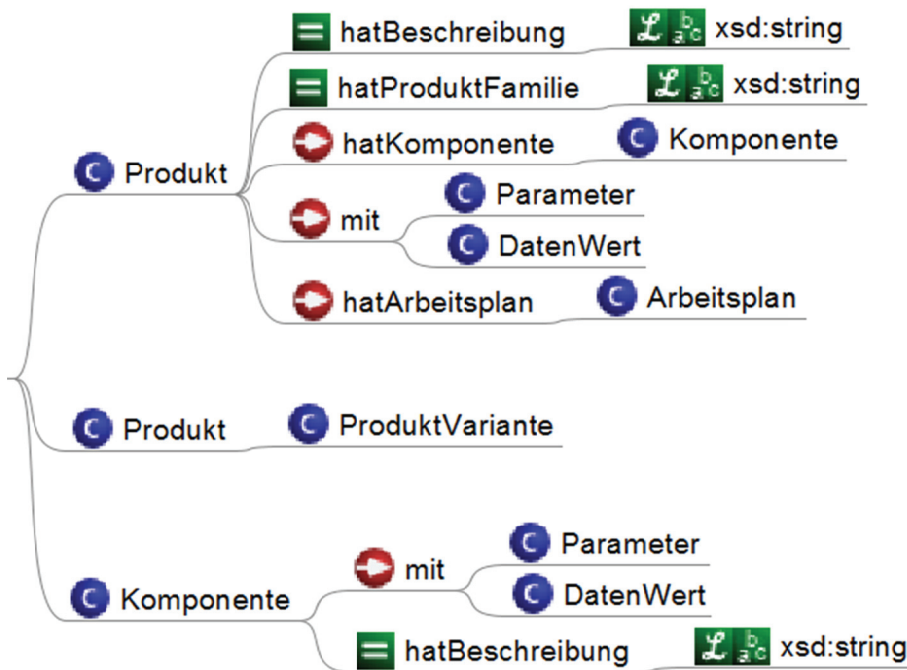 hatBeschreibung xsd:string
hatProduktFamilie xsd:string
hatKomponente Komponente
Produkt
mit
Parameter
DatenWert
hatArbeitsplan Arbeitsplan
Produkt ProduktVariante
Komponente
mit
Parameter
DatenWert
hatBeschreibung xsd:string